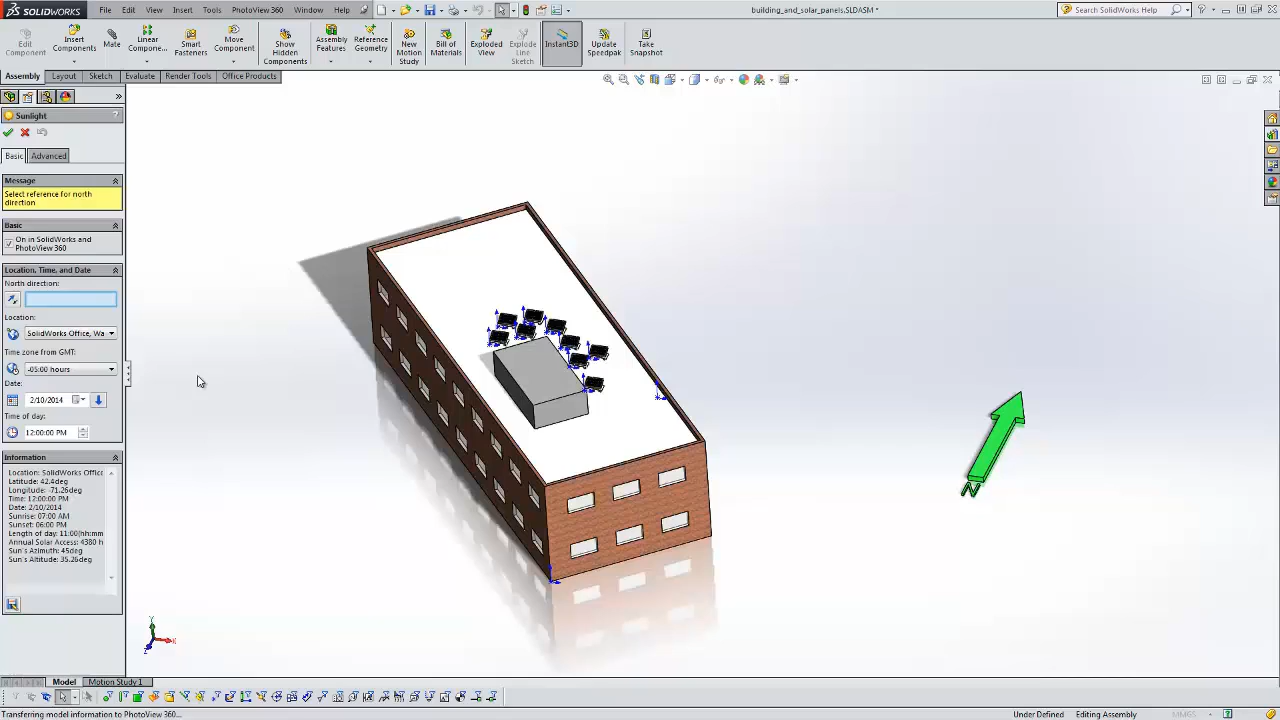 SOLIDWORKS
File Edit View Insert Tools PhotoView 360 Window Help
building_and_solar_panels.SLDASM *
Search SolidWorks Help
Edit Component
Insert Components
Mate
Linear Compone...
Smart Fasteners
Move Component
Show Hidden Components
Assembly Features
Reference Geometry
New Motion Study
Bill of Materials
Exploded View
Explode Line Sketch
Instant3D
Update Speedpak
Take Snapshot
Assembly Layout Sketch Evaluate Render Tools Office Products
Sunlight
Basic Advanced
Message
Select reference for north
direction
Basic
On in SolidWorks and
PhotoView 360
Location, Time, and Date
North direction:
Location:
SolidWorks Office, Wa
Time zone from GMT:
-05:00 hours
Date:
2/10/2014
Time of day:
12:00:00 PM
Information
Location: SolidWorks Office
Latitude: 42.4deg
Longitude: -71.26deg
Time: 12:00:00 PM
Date: 2/10/2014
Sunrise: 07:00 AM
Sunset: 06:00 PM
Length of day: 11:00(hh:mm
Annual Solar Access: 4380 h
Sun's Azimuth: 45deg
Sun's Altitude: 35.26deg
N
Y
X
Z
Model Motion Study 1
Transferring model information to PhotoView 360...
Under Defined Editing Assembly MMGS